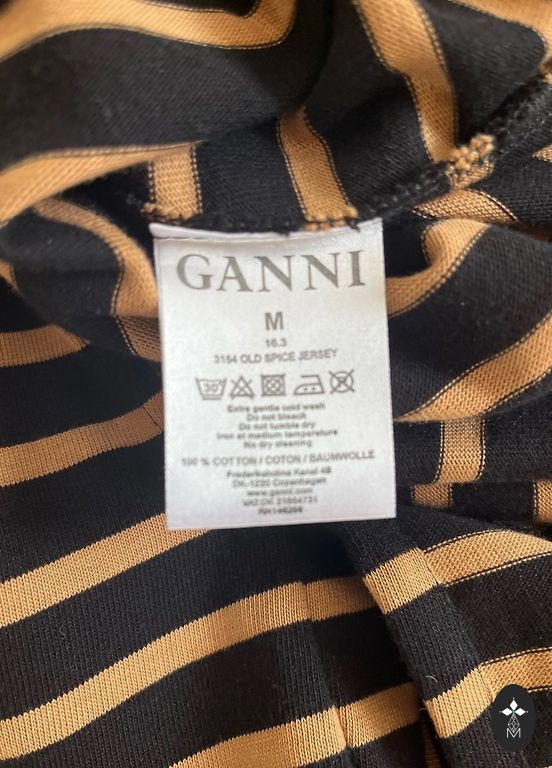 GANNI
M
16.3
3154 OLD SPICE JERSEY
30°
Extra gentle cold wash
Do not bleach
Do not tumble dry
Iron at medium temperature
No dry cleaning
100 % COTTON / COTON / BAUMWOLLE
Frederiksholms Kanal 4B
DK-1220 Copenhagen
www.ganni.com
M